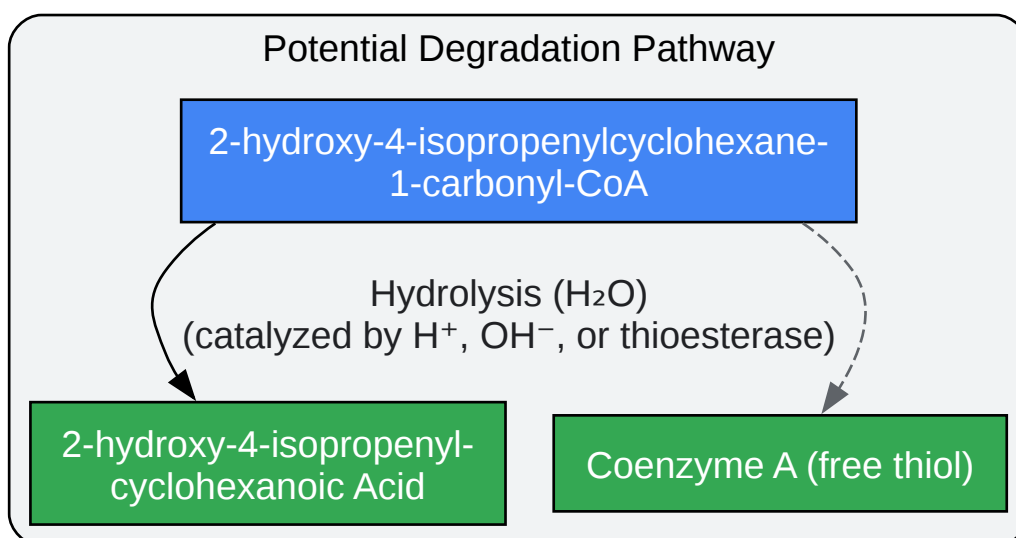 Potential Degradation Pathway
2-hydroxy-4-isopropenylcyclohexane-
1-carbonyl-CoA
Hydrolysis (H₂O)
(catalyzed by H⁺, OH⁻, or thioesterase)
2-hydroxy-4-isopropenyl-
cyclohexanoic Acid
Coenzyme A (free thiol)